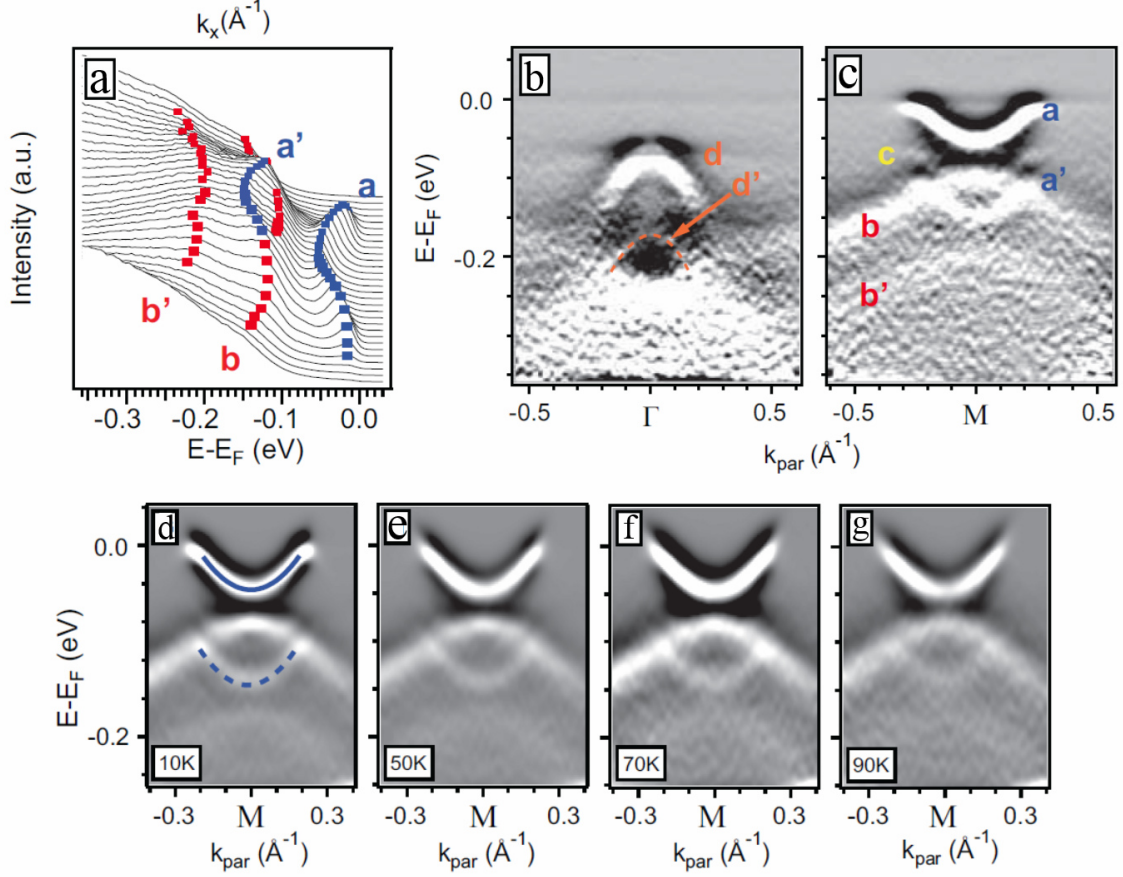 kx(Å-1)
a
Intensity (a.u.)
a'
a
b'
b
-0.3
-0.2
-0.1
0.0
E-EF (eV)
b
c
E-EF (eV)
0.0
-0.2
d
d'
a
c
a'
b
b'
-0.5
Γ
0.5
-0.5
M
0.5
kpar (Å-1)
d
e
f
g
E-EF (eV)
0.0
-0.2
10K
50K
70K
90K
-0.3
M
0.3
-0.3
M
0.3
-0.3
M
0.3
-0.3
M
0.3
kpar (Å-1)
kpar (Å-1)
kpar (Å-1)
kpar (Å-1)